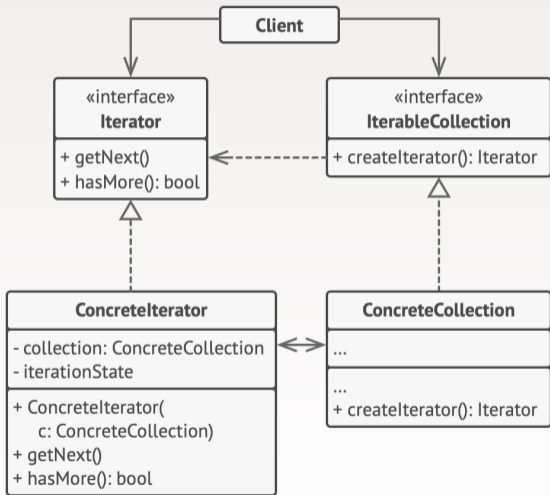 Client
«interface»
Iterator
+ getNext()
+ hasMore(): bool
«interface»
IterableCollection
+ createIterator(): Iterator
ConcreteIterator
- collection: ConcreteCollection
- iterationState
+ ConcreteIterator(
c: ConcreteCollection)
+ getNext()
+ hasMore(): bool
ConcreteCollection
...
...
+ createIterator(): Iterator